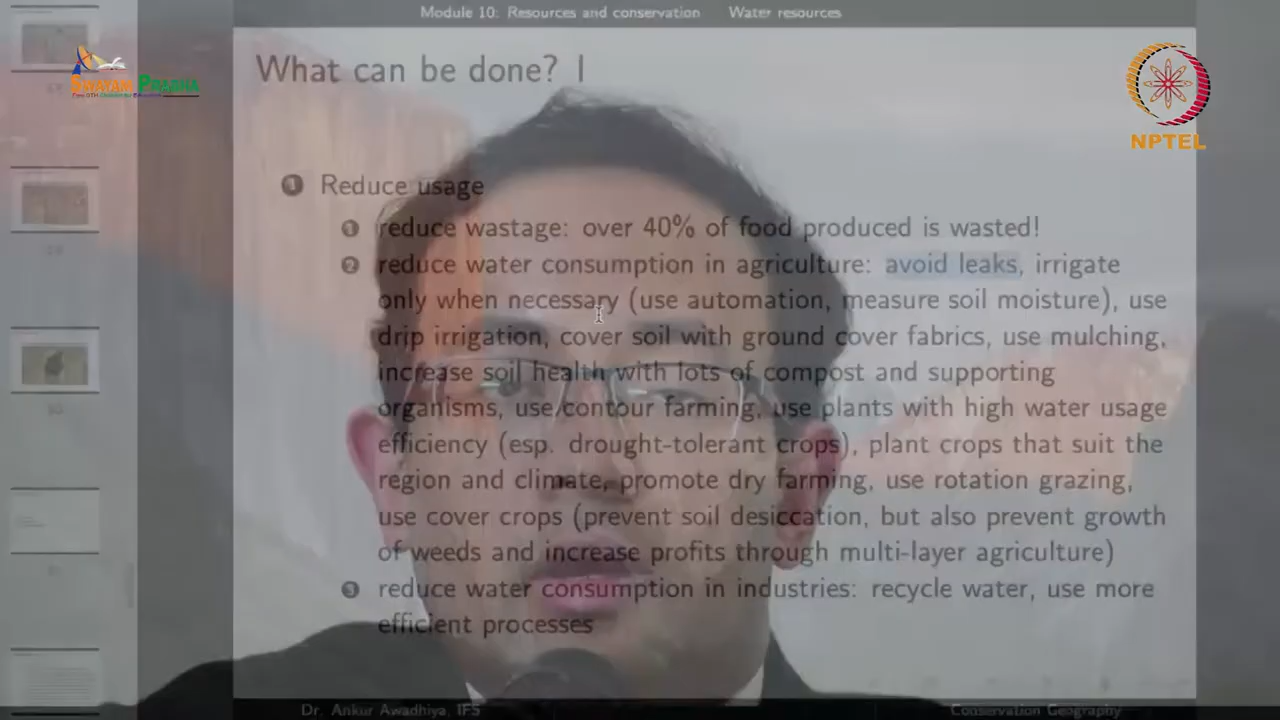 Module 10: Resources and conservation Water resources
What can be done? I
SWAYAM PRABHA
NPTEL
1 Reduce usage
1 reduce wastage: over 40% of food produced is wasted!
2 reduce water consumption in agriculture: avoid leaks, irrigate
only when necessary (use automation, measure soil moisture), use
drip irrigation, cover soil with ground cover fabrics, use mulching,
increase soil health with lots of compost and supporting
organisms, use contour farming, use plants with high water usage
efficiency (esp. drought-tolerant crops), plant crops that suit the
region and climate, promote dry farming, use rotation grazing,
use cover crops (prevent soil desiccation, but also prevent growth
of weeds and increase profits through multi-layer agriculture)
3 reduce water consumption in industries: recycle water, use more
efficient processes
Dr. Ankur Awadhiya, IFS Conservation Geography